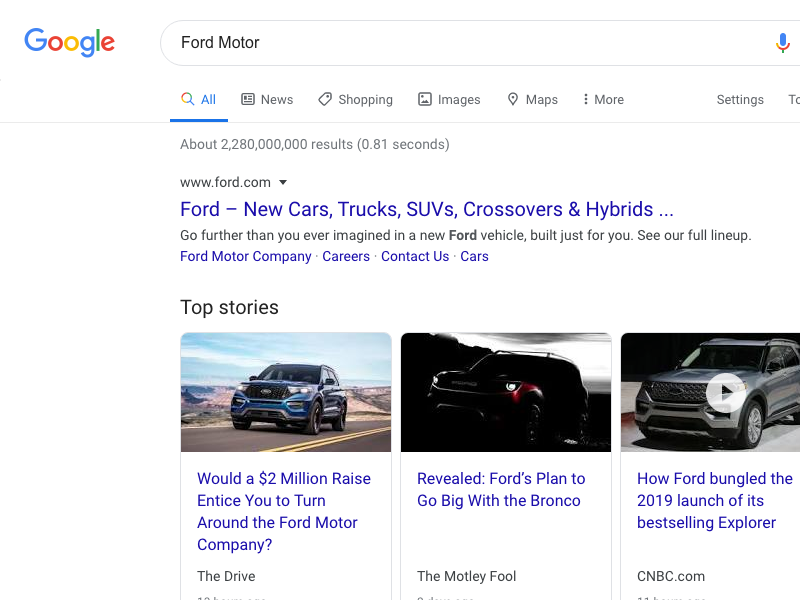 Google
Ford Motor
All News Shopping Images Maps More Settings
About 2,280,000,000 results (0.81 seconds)
www.ford.com
Ford – New Cars, Trucks, SUVs, Crossovers & Hybrids ...
Go further than you ever imagined in a new Ford vehicle, built just for you. See our full lineup.
Ford Motor Company · Careers · Contact Us · Cars
Top stories
Would a $2 Million Raise
Entice You to Turn
Around the Ford Motor
Company?
The Drive
Revealed: Ford's Plan to
Go Big With the Bronco
The Motley Fool
How Ford bungled the
2019 launch of its
bestselling Explorer
CNBC.com